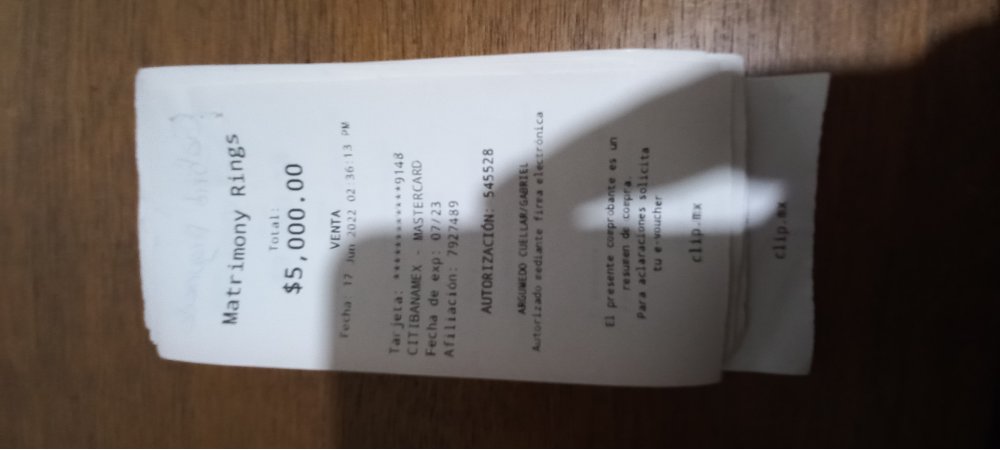 Matrimony Rings
Total:
$5,000.00
VENTA
Fecha 17 Jun 2022 02:36:13 PM
Tarjeta: ************9148
CITIBANAMEX - MASTERCARD
Fecha de exp: 07/23
Afiliación: 7927489
AUTORIZACIÓN: 545528
ARGUMEDO CUELLAR/GABRIEL
Autorizado mediante firma electrónica
El presente comprobante es un
resumen de compra.
Para aclaraciones solicita
tu e-voucher
clip.mx
clip.mx